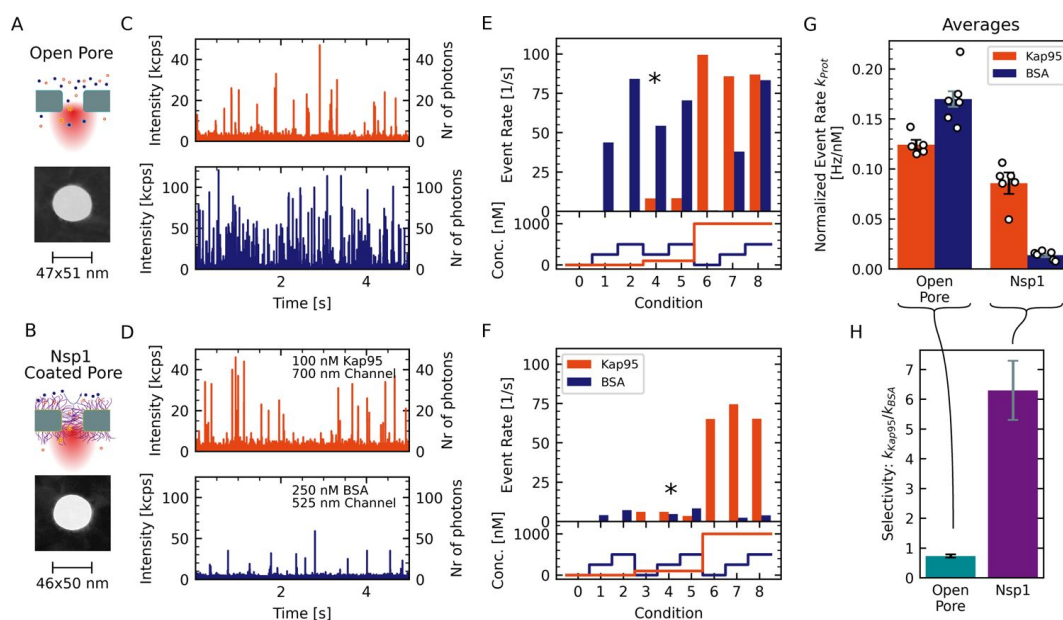 A
Open Pore
47x51 nm
B
Nsp1
Coated Pore
46x50 nm
C
Intensity [kcps]
40
20
0
Nr of photons
40
20
0
Intensity [kcps]
100
50
0
Nr of photons
100
50
0
2
4
Time [s]
D
Intensity [kcps]
40
20
0
100 nM Kap95
700 nm Channel
Nr of photons
40
20
0
Intensity [kcps]
100
50
0
250 nM BSA
525 nm Channel
Nr of photons
100
50
0
2
4
Time [s]
E
Event Rate [1/s]
100
75
50
25
0
*
Conc. [nM]
1000
0
0 1 2 4 5 6 7 8
Condition
F
Event Rate [1/s]
100
75
50
25
0
Kap95
BSA
*
Conc. [nM]
1000
0
0 1 2 3 4 5 6 7 8
Condition
G
Averages
Normalized Event Rate kProt
[Hz/nM]
0.20
0.15
0.10
0.05
0.00
Kap95
BSA
Open
Pore
Nsp1
H
Selectivity: kKap95/kBSA
7
6
5
4
3
2
1
0
Open
Pore
Nsp1